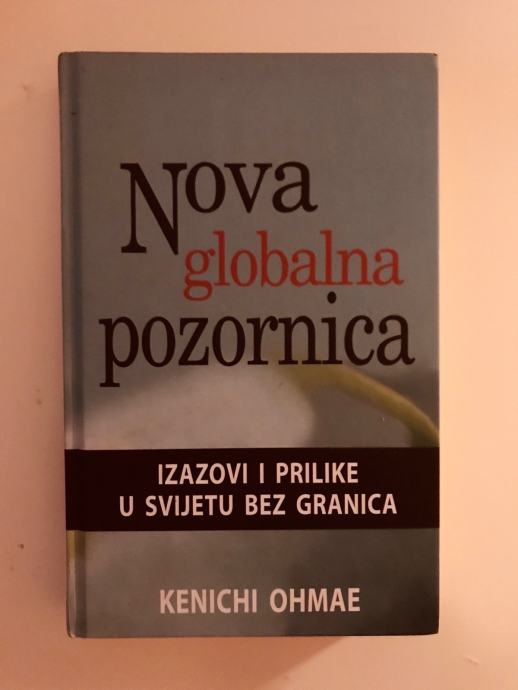 Nova
globalna
pozornica
IZAZOVI I PRILIKE
U SVIJETU BEZ GRANICA
KENICHI OHMAE